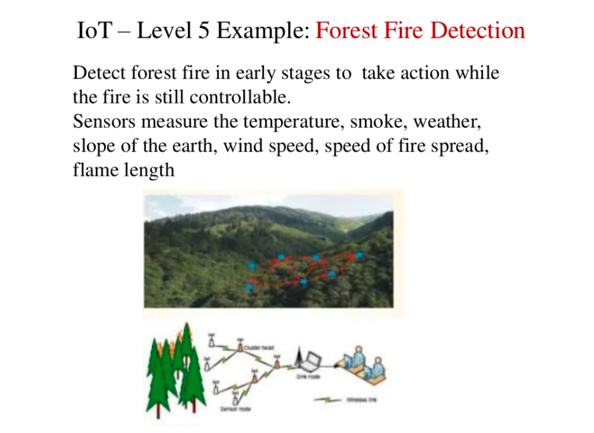 IoT – Level 5 Example: Forest Fire Detection
Detect forest fire in early stages to take action while
the fire is still controllable.
Sensors measure the temperature, smoke, weather,
slope of the earth, wind speed, speed of fire spread,
flame length
Cluster head
Sink node
Wireless link
Sensor node